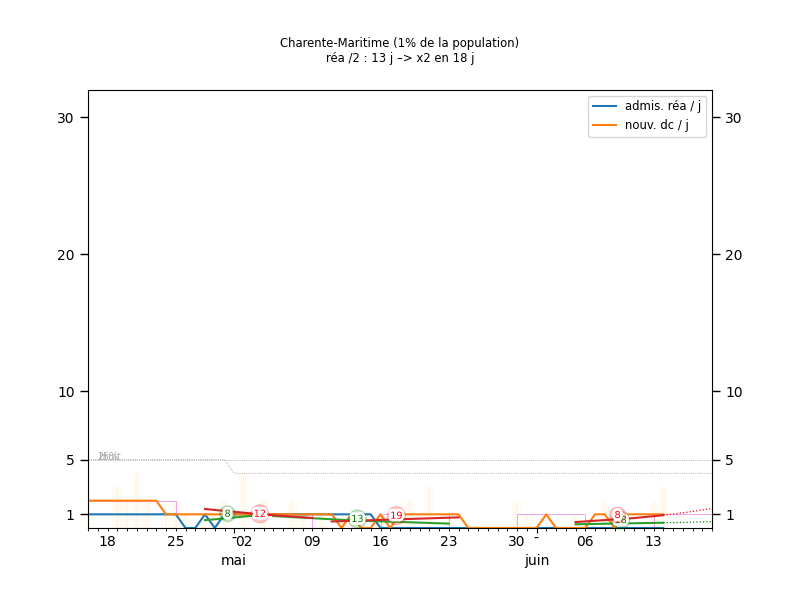 Charente-Maritime (1% de la population)
réa /2 : 13 j –> x2 en 18 j
admis. réa / j
nouv. dc / j
30 30
20 20
10 10
5 5
1 1
8 12 13 19 8
18 25 02 09 16 23 30 06 13
mai juin